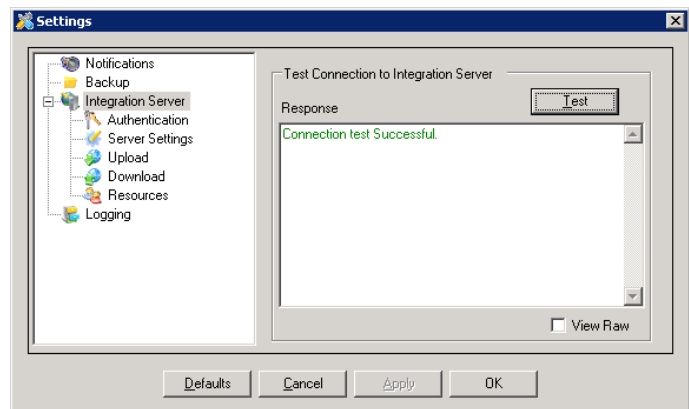 Settings
Notifications
Backup
Integration Server
Authentication
Server Settings
Upload
Download
Resources
Logging
Test Connection to Integration Server
Response
Test
Connection test Successful.
View Raw
Defaults
Cancel
Apply
OK